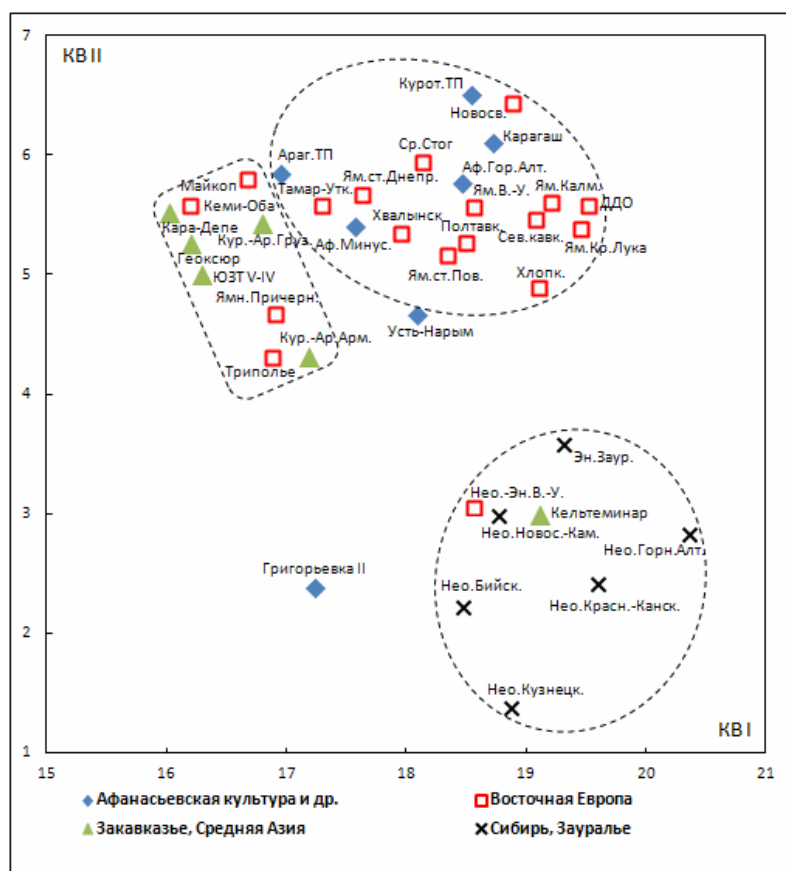 7
КВ II
Курот.ТП
Новосв.
Карагаш
6
Ср.Стог
Араг.ТП
Аф.Гор.Алт.
Ям.ст.Днепр.
Майкоп
Тамар-Утк.
Ям.В.-У.
Ям.Калм.
Кеми-Оба
Хвалынск
ДДО
Кара-Депе
Полтавк.
Кур.-Ар.Груз.
Аф.Минус.
Сев.кавк.
Ям.Кр.Лука
Геоксюр
5
ЮЗТ V-IV
Ям.ст.Пов.
Хлопк.
Ямн.Причерн.
Кур.-Ар.Арм.
Усть-Нарым
Триполье
4
Эн.Заур.
Нео.-Эн.В.-У.
3
Кельтеминар
Нео.Новос.-Кам.
Нео.Горн.Алт.
Григорьевка II
Нео.Бийск.
Нео.Красн.-Канск.
2
Нео.Кузнецк.
КВ I
1
15 16 17 18 19 20 21
Афанасьевская культура и др.
Восточная Европа
Закавказье, Средняя Азия
Сибирь, Зауралье